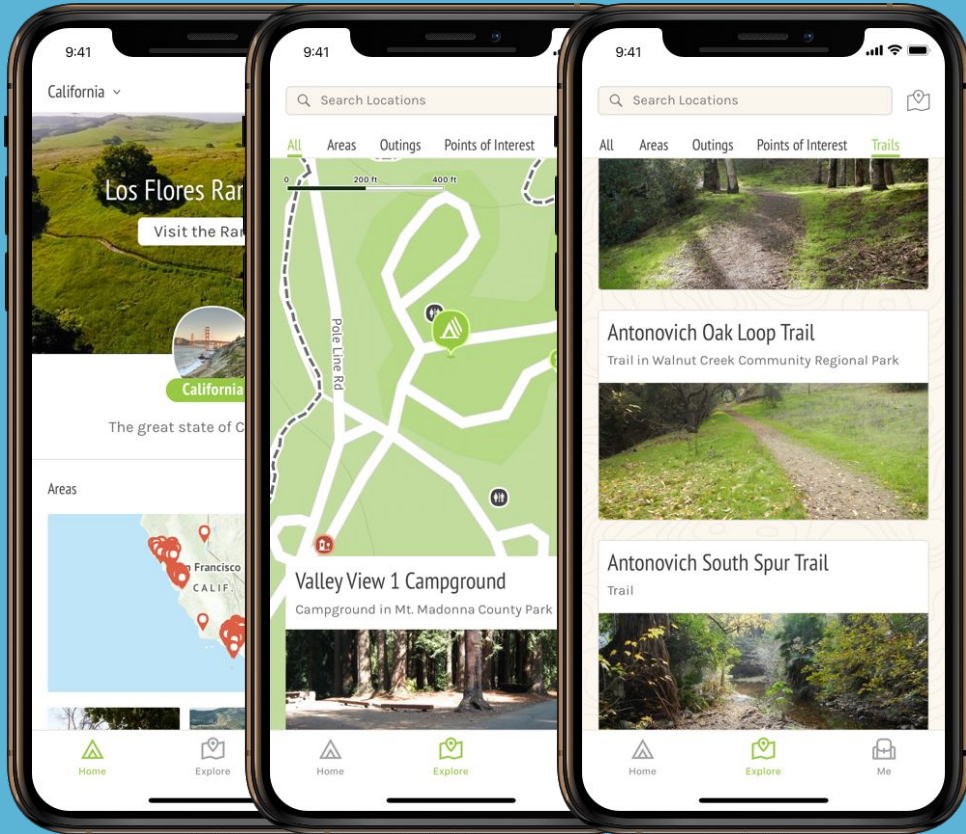 9:41
California
Los Flores Ran
Visit the Ran
California
The great state of C
Areas
Francisco
CALIF.
Home
Explore
9:41
Search Locations
All Areas Outings Points of Interest
0 200 ft 400 ft
Pole Line Rd
Valley View 1 Campground
Campground in Mt. Madonna County Park
Home
Explore
9:41
Search Locations
All Areas Outings Points of Interest Trails
Antonovich Oak Loop Trail
Trail in Walnut Creek Community Regional Park
Antonovich South Spur Trail
Trail
Home
Explore
Me